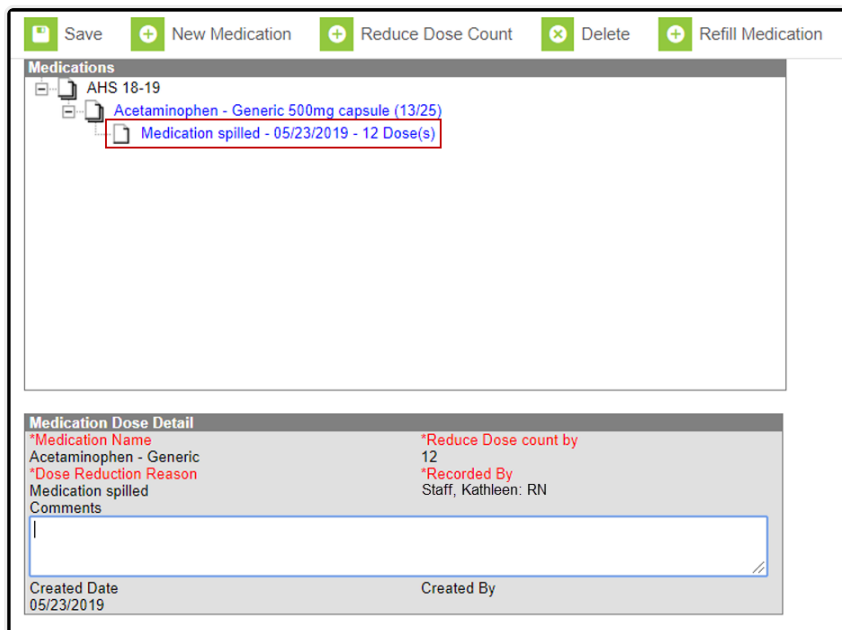 Save New Medication Reduce Dose Count Delete Refill Medication
Medications
AHS 18-19
Acetaminophen - Generic 500mg capsule (13/25)
Medication spilled - 05/23/2019 - 12 Dose(s)
Medication Dose Detail
*Medication Name *Reduce Dose count by
Acetaminophen - Generic 12
*Dose Reduction Reason *Recorded By
Medication spilled Staff, Kathleen: RN
Comments
Created Date Created By
05/23/2019